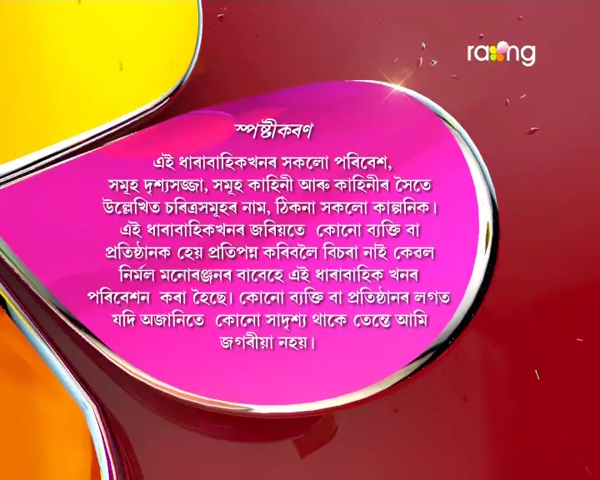 raong
স্পষ্টীকৰণ
এই ধাৰাবাহিকখনৰ সকলো পৰিবেশ,
সমূহ দৃশ্যসজ্জা, সমূহ কাহিনী আৰু কাহিনীৰ সৈতে
উল্লেখিত চৰিত্ৰসমূহৰ নাম, ঠিকনা সকলো কাল্পনিক।
এই ধাৰাবাহিকখনৰ জৰিয়তে কোনো ব্যক্তি বা
প্ৰতিষ্ঠানক হেয় প্ৰতিপন্ন কৰিবলৈ বিচৰা নাই কেৱল
নিৰ্মল মনোৰঞ্জনৰ বাবেহে এই ধাৰাবাহিক খনৰ
পৰিবেশন কৰা হৈছে। কোনো ব্যক্তি বা প্ৰতিষ্ঠানৰ লগত
যদি অজানিতে কোনো সাদৃশ্য থাকে তেন্তে আমি
জগৰীয়া নহয়।